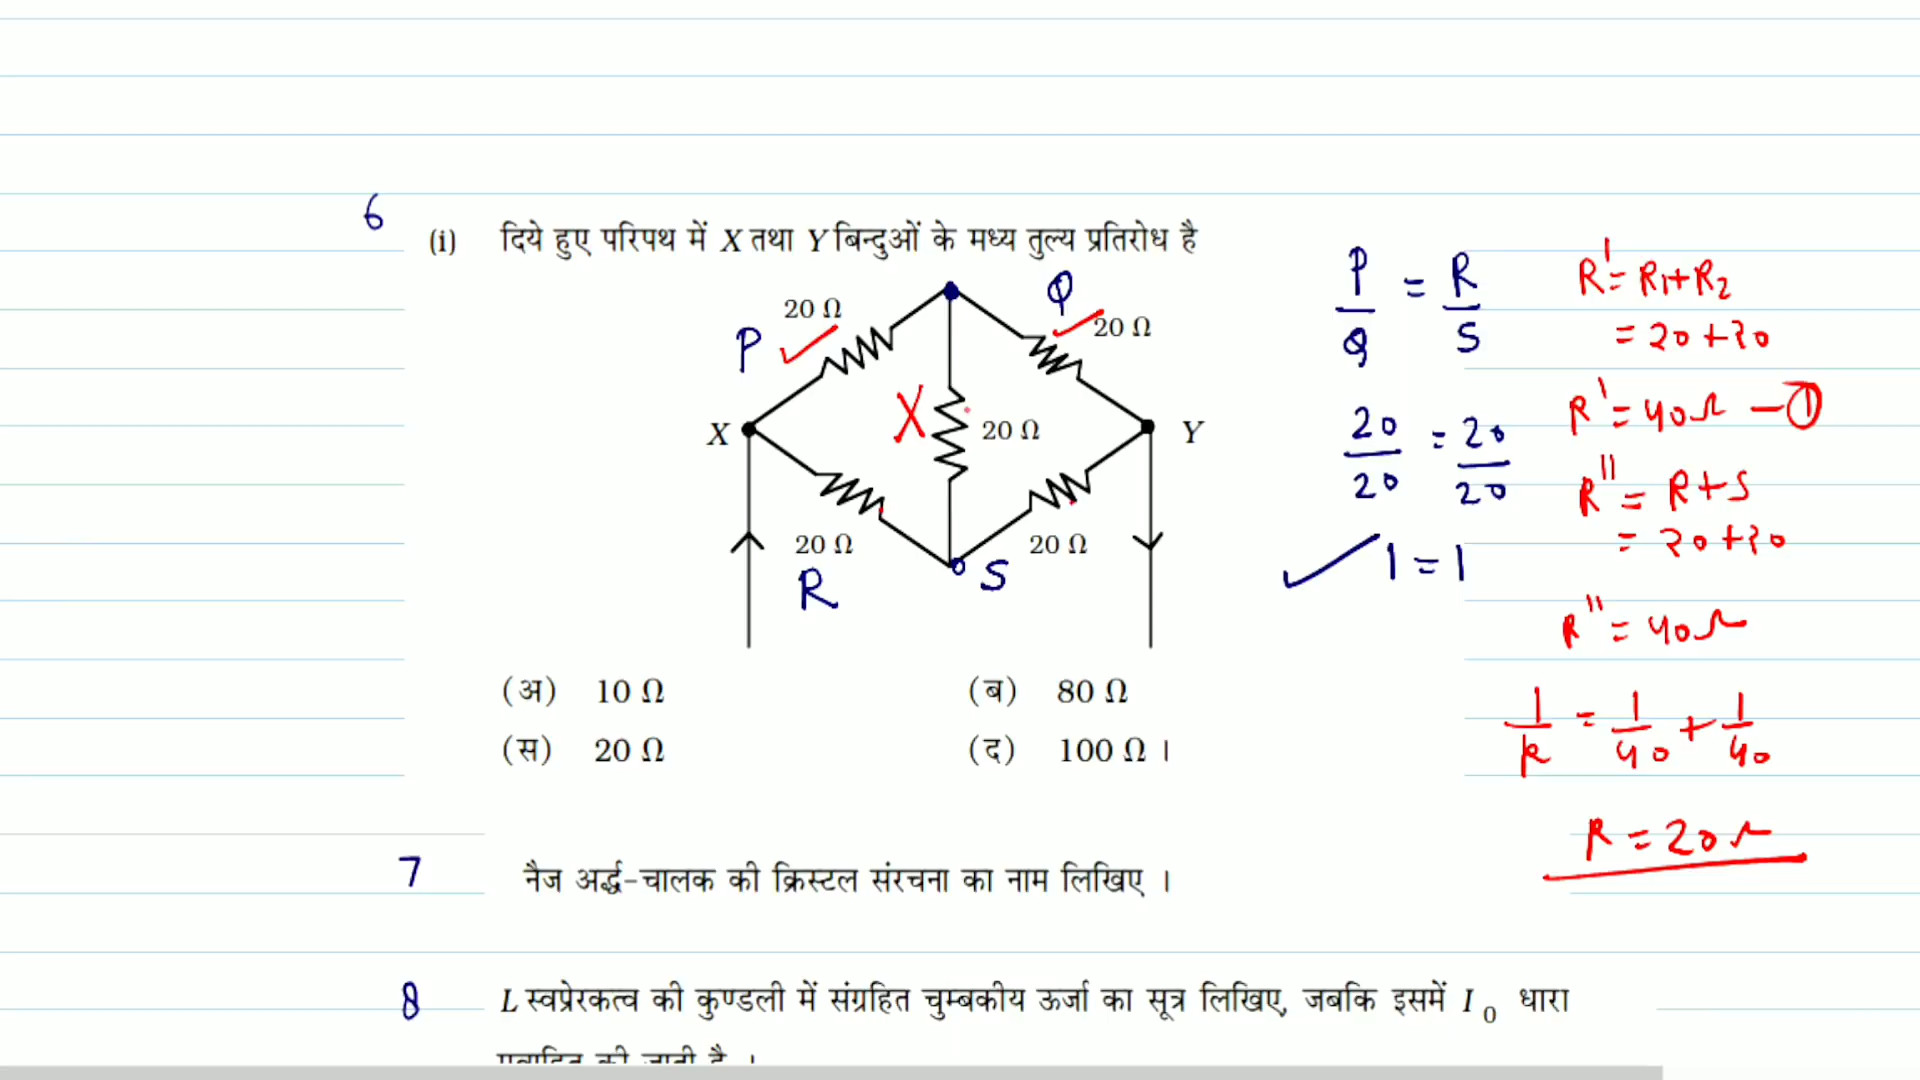 6
(i) दिये हुए परिपथ में X तथा Y बिन्दुओं के मध्य तुल्य प्रतिरोध है
P
20 Ω
Q
20 Ω
X
X
20 Ω
Y
20 Ω
R
20 Ω
S
(अ) 10 Ω (ब) 80 Ω
(स) 20 Ω (द) 100 Ω ।
P/Q = R/S
20/20 = 20/20
1 = 1
R' = R1+R2
= 20+20
R' = 40Ω - ①
R'' = R+S
= 20+20
R'' = 40Ω
1/R = 1/40 + 1/40
R = 20Ω
7 नैज अर्द्ध-चालक की क्रिस्टल संरचना का नाम लिखिए ।
8 L स्वप्रेरकत्व की कुण्डली में संग्रहित चुम्बकीय ऊर्जा का सूत्र लिखिए, जबकि इसमें I₀ धारा